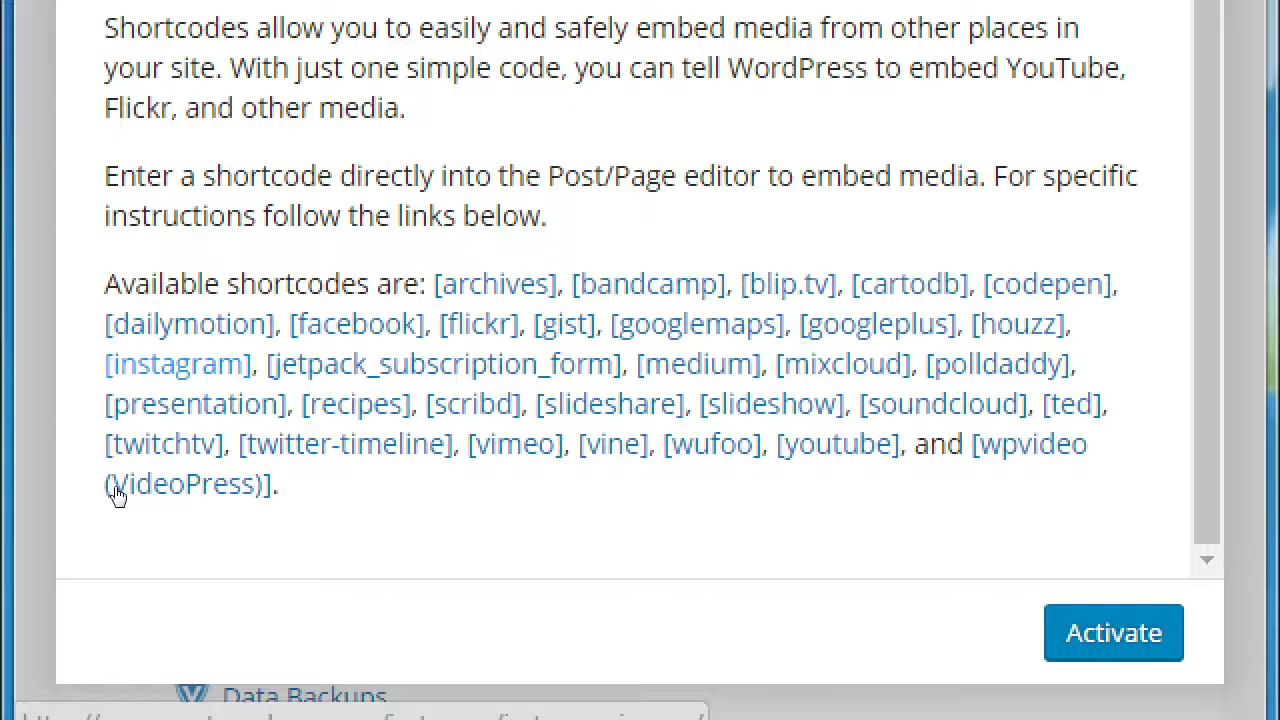 Shortcodes allow you to easily and safely embed media from other places in
your site. With just one simple code, you can tell WordPress to embed YouTube,
Flickr, and other media.
Enter a shortcode directly into the Post/Page editor to embed media. For specific
instructions follow the links below.
Available shortcodes are: [archives], [bandcamp], [blip.tv], [cartodb], [codepen],
[dailymotion], [facebook], [flickr], [gist], [googlemaps], [googleplus], [houzz],
[instagram], [jetpack_subscription_form], [medium], [mixcloud], [polldaddy],
[presentation], [recipes], [scribd], [slideshare], [slideshow], [soundcloud], [ted],
[twitchtv], [twitter-timeline], [vimeo], [vine], [wufoo], [youtube], and [wpvideo
(VideoPress)].
Activate
Data Backups